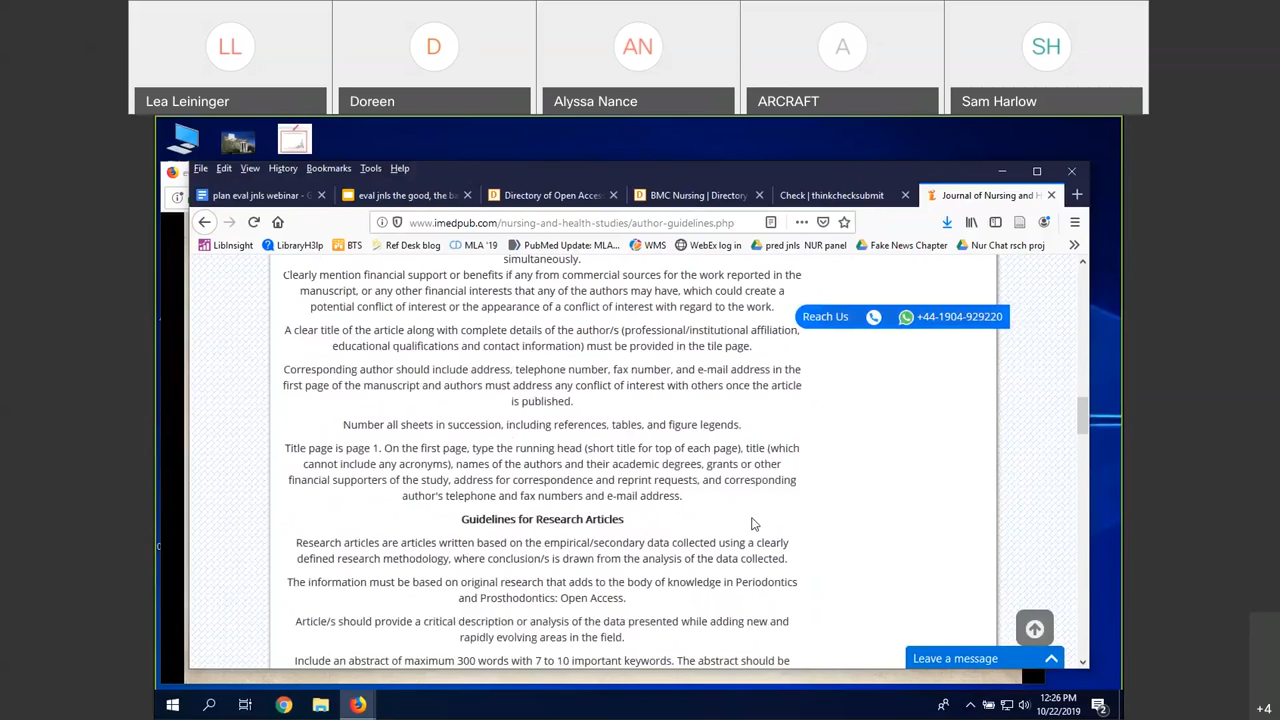 LL
D
AN
A
SH
Lea Leininger
Doreen
Alyssa Nance
ARCRAFT
Sam Harlow
File Edit View History Bookmarks Tools Help
plan eval jnls webinar - G
eval jnls the good, the ba
Directory of Open Access
BMC Nursing | Directory
Check | thinkchecksubmit
Journal of Nursing and H
www.imedpub.com/nursing-and-health-studies/author-guidelines.php
LibInsight
LibraryH3lp
BTS
Ref Desk blog
MLA '19
PubMed Update: MLA...
WMS
WebEx log in
pred jnls NUR panel
Fake News Chapter
Nur Chat rsch proj
simultaneously.
Clearly mention financial support or benefits if any from commercial sources for the work reported in the
manuscript, or any other financial interests that any of the authors may have, which could create a
potential conflict of interest or the appearance of a conflict of interest with regard to the work.
Reach Us +44-1904-929220
A clear title of the article along with complete details of the author/s (professional/institutional affiliation,
educational qualifications and contact information) must be provided in the tile page.
Corresponding author should include address, telephone number, fax number, and e-mail address in the
first page of the manuscript and authors must address any conflict of interest with others once the article
is published.
Number all sheets in succession, including references, tables, and figure legends.
Title page is page 1. On the first page, type the running head (short title for top of each page), title (which
cannot include any acronyms), names of the authors and their academic degrees, grants or other
financial supporters of the study, address for correspondence and reprint requests, and corresponding
author's telephone and fax numbers and e-mail address.
Guidelines for Research Articles
Research articles are articles written based on the empirical/secondary data collected using a clearly
defined research methodology, where conclusion/s is drawn from the analysis of the data collected.
The information must be based on original research that adds to the body of knowledge in Periodontics
and Prosthodontics: Open Access.
Article/s should provide a critical description or analysis of the data presented while adding new and
rapidly evolving areas in the field.
Include an abstract of maximum 300 words with 7 to 10 important keywords. The abstract should be
Leave a message
12:26 PM
10/22/2019
2
+4